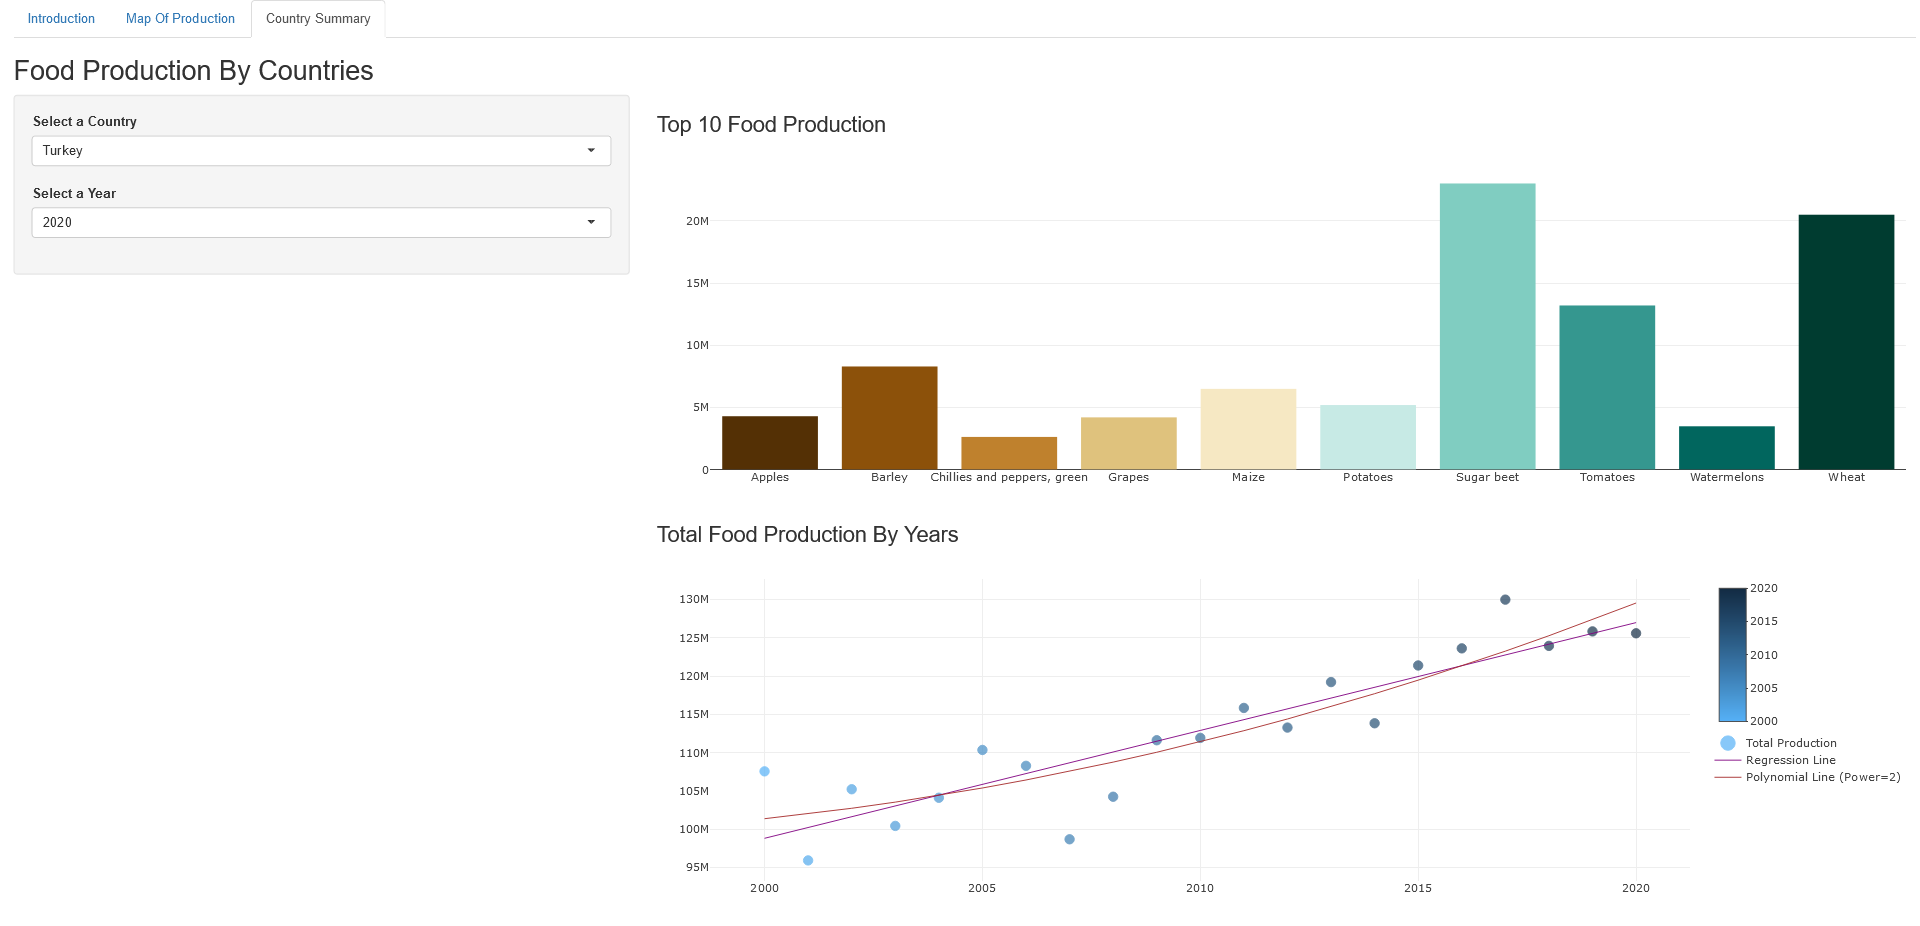 Introduction Map Of Production Country Summary
Food Production By Countries
Select a Country
Turkey
Select a Year
2020
Top 10 Food Production
20M
15M
10M
5M
0
Apples Barley Chillies and peppers, green Grapes Maize Potatoes Sugar beet Tomatoes Watermelons Wheat
Total Food Production By Years
130M
125M
120M
115M
110M
105M
100M
95M
2000 2005 2010 2015 2020
2020
2015
2010
2005
2000
Total Production
Regression Line
Polynomial Line (Power=2)